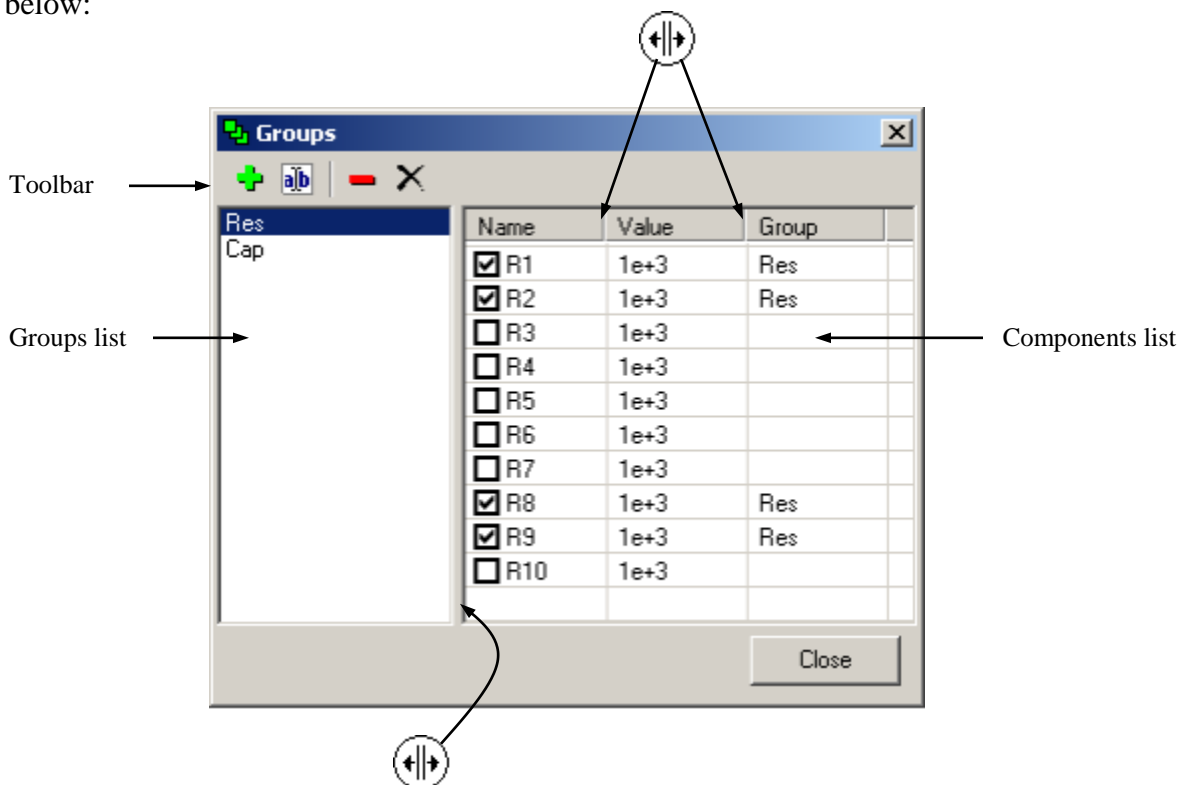 below:
Groups
Toolbar
a b
Res
Cap
Name Value Group
R1 1e+3 Res
R2 1e+3 Res
R3 1e+3
Groups list
Components list
R4 1e+3
R5 1e+3
R6 1e+3
R7 1e+3
R8 1e+3 Res
R9 1e+3 Res
R10 1e+3
Close